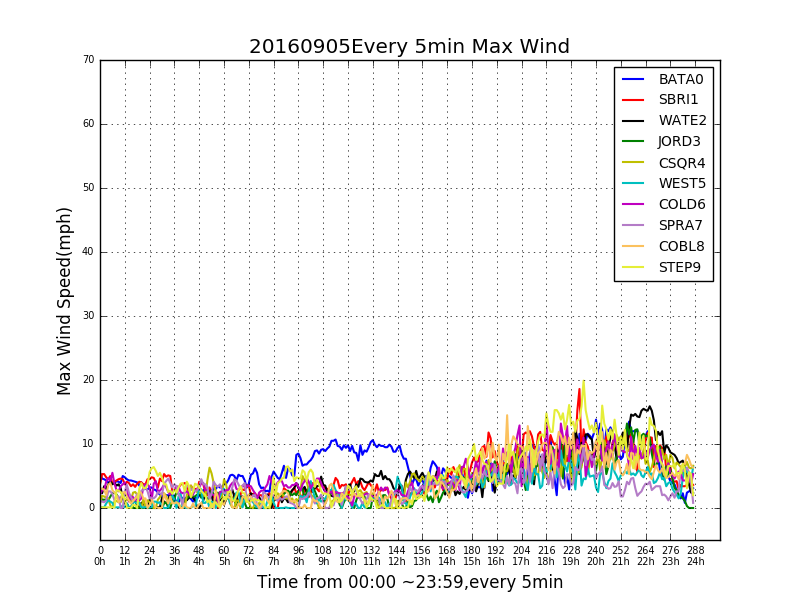 20160905Every 5min Max Wind
70
60
50
40
30
20
10
0
Max Wind Speed(mph)
BATA0
SBRI1
WATE2
JORD3
CSQR4
WEST5
COLD6
SPRA7
COBL8
STEP9
0 12 24 36 48 60 72 84 96 108 120 132 144 156 168 180 192 204 216 228 240 252 264 276 288
0h 1h 2h 3h 4h 5h 6h 7h 8h 9h 10h 11h 12h 13h 14h 15h 16h 17h 18h 19h 20h 21h 22h 23h 24h
Time from 00:00 ~23:59,every 5min